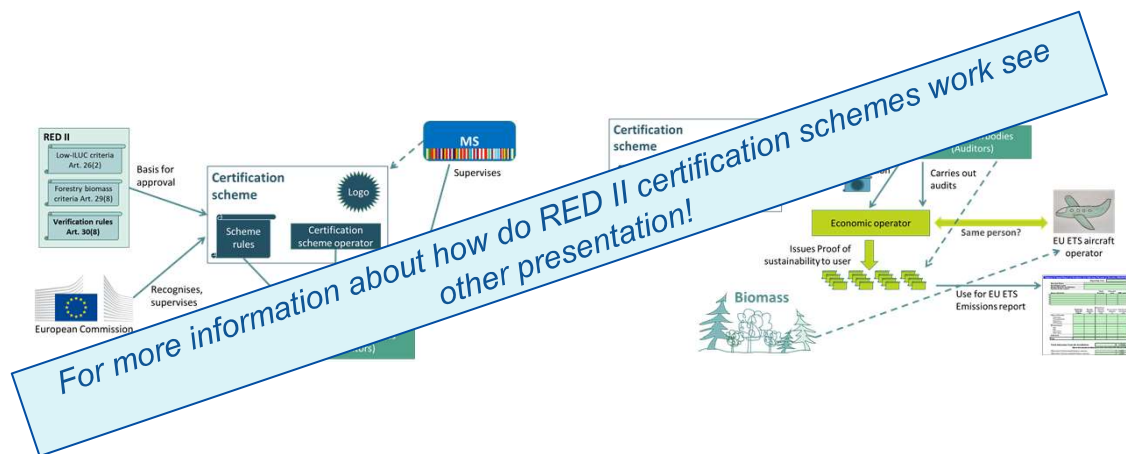 For more information about how do RED II certification schemes work see
other presentation!
RED II
Low-ILUC criteria
Art. 26(2)
Forestry biomass
criteria Art. 29(8)
Verification rules
Art. 30(8)
Basis for
approval
Certification
scheme
Logo
Scheme
rules
Certification
scheme operator
MS
Supervises
European Commission
Recognises,
supervises
Certification
scheme
bodies
(Auditors)
Carries out
audits
Economic operator
Same person?
EU ETS aircraft
operator
Issues Proof of
sustainability to user
Biomass
Use for EU ETS
Emissions report